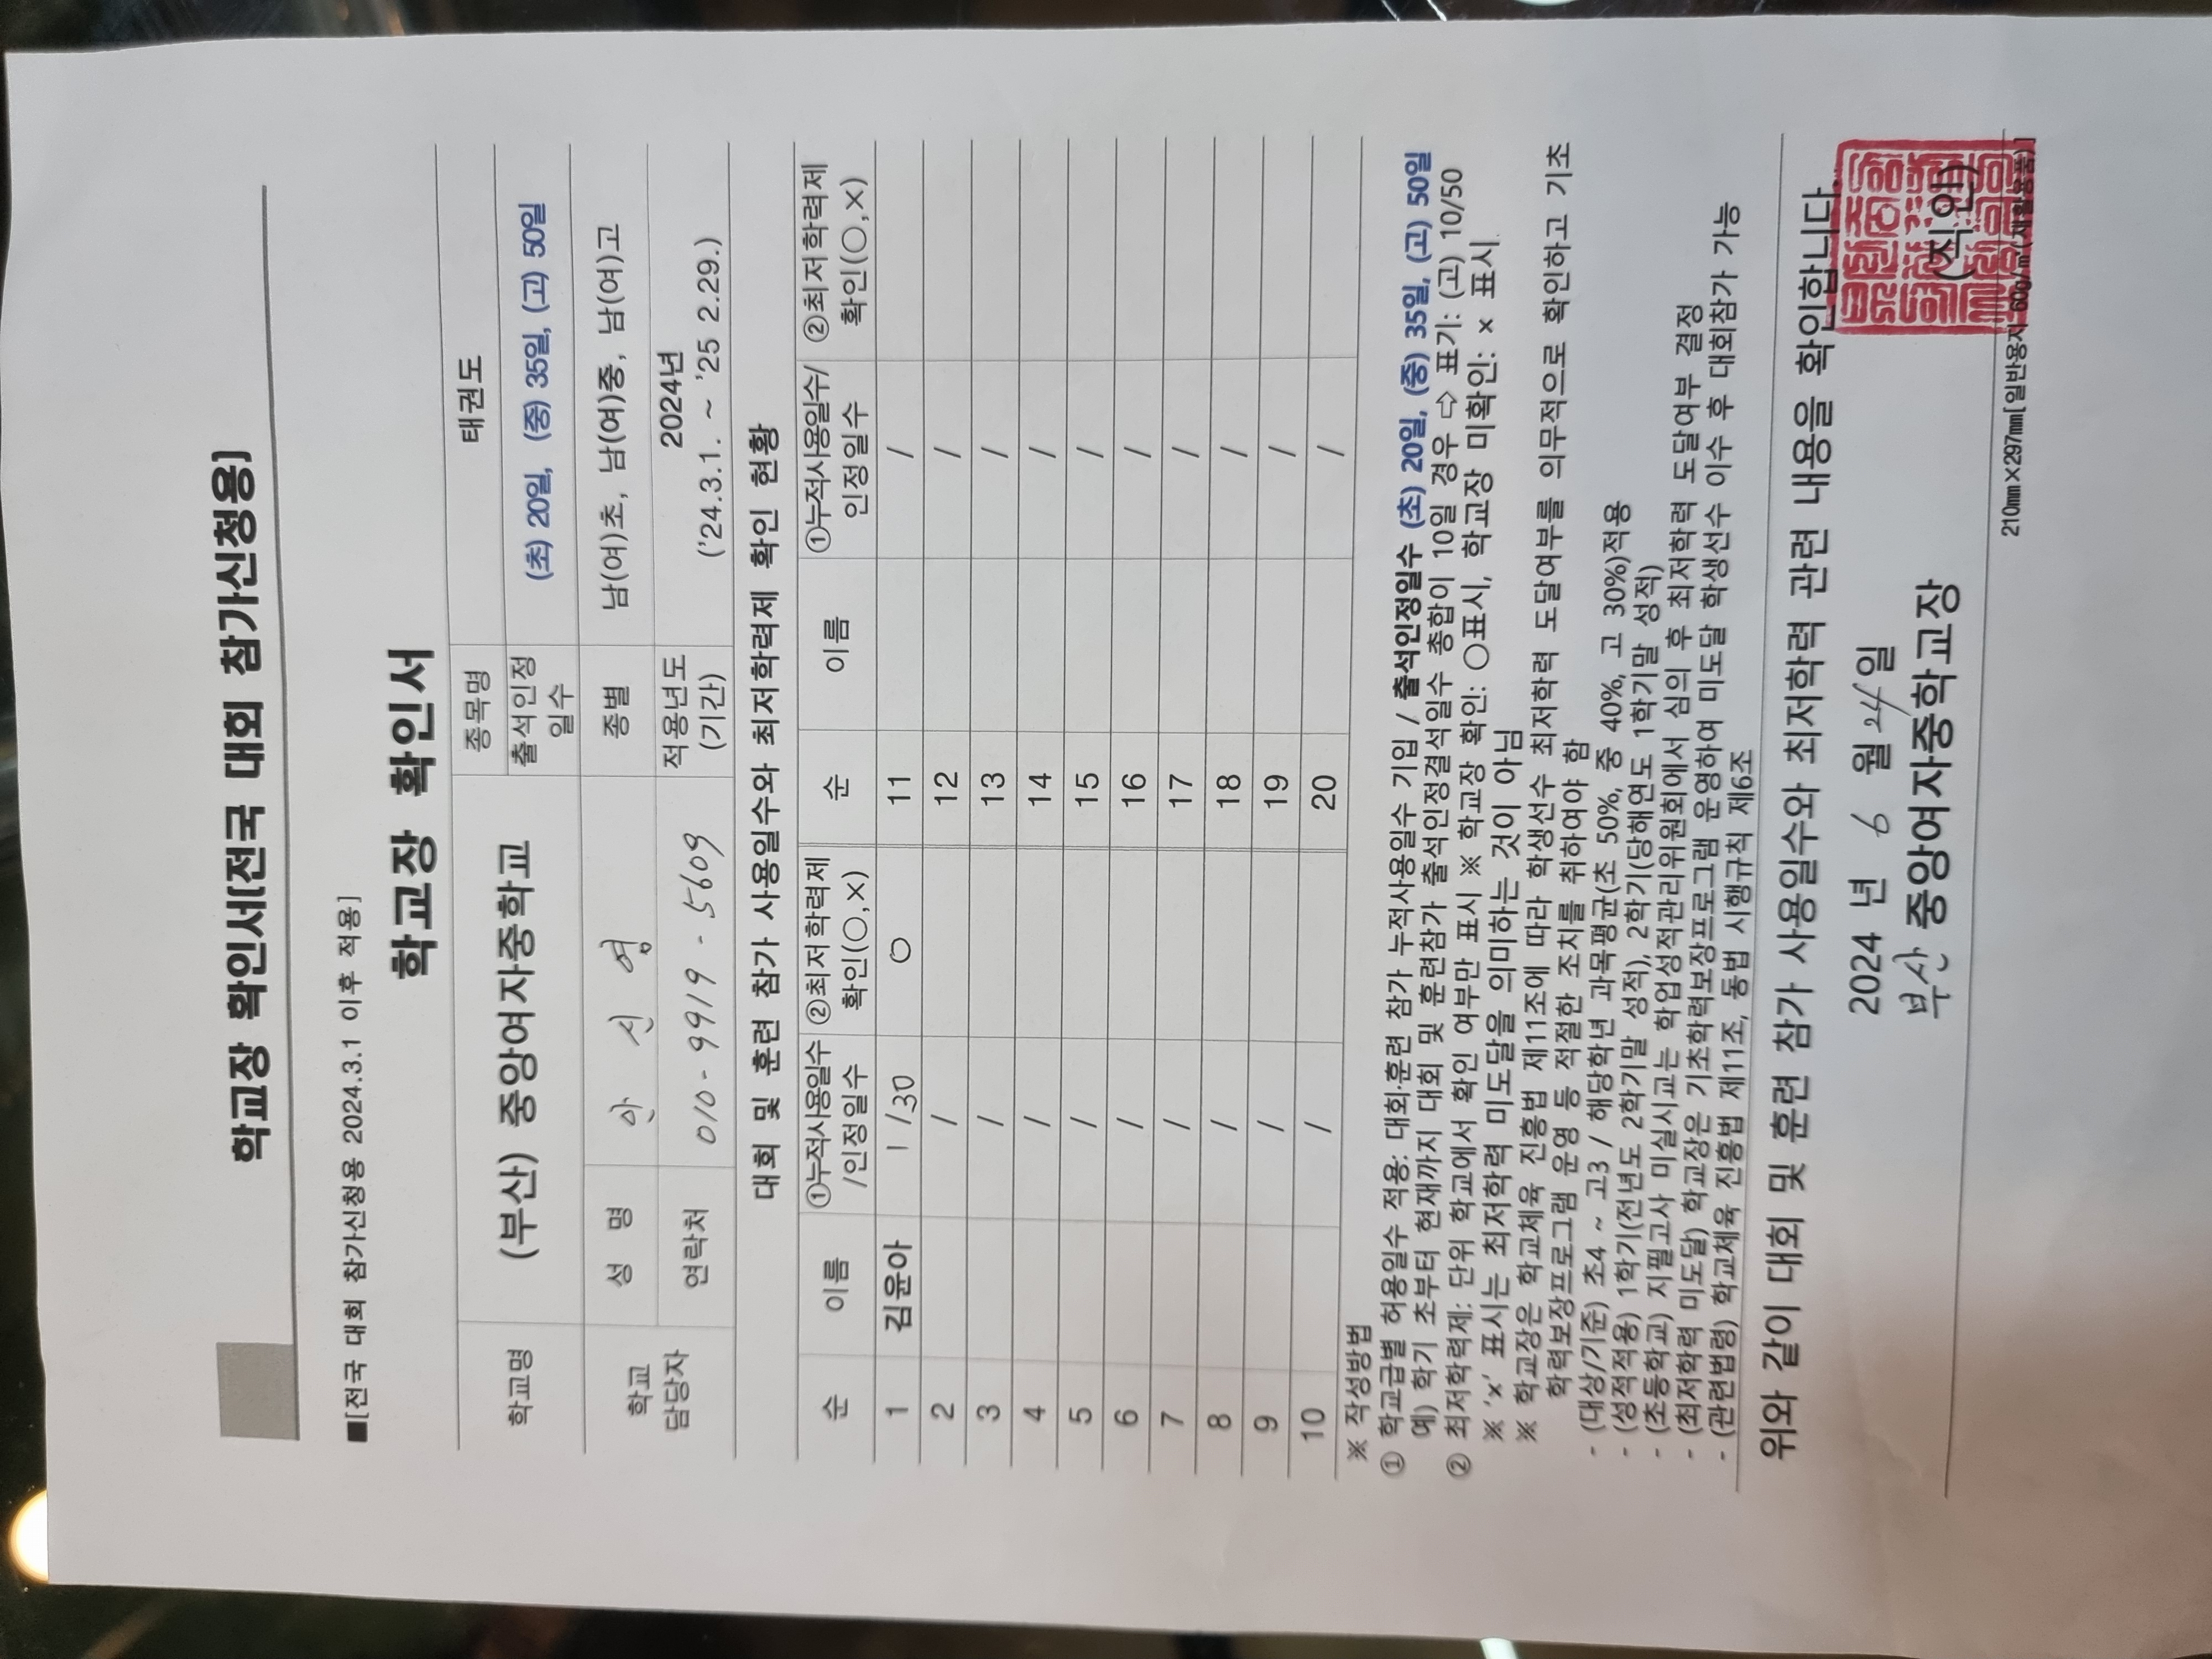 학교장 확인서[전국 대회 참가신청용]
■[전국 대회 참가신청용 2024.3.1 이후 적용]
학교장 확인서
학교명 (부산) 중앙여자중학교 종목명 태권도
출석인정 일수 (초) 20일, (중) 35일, (고) 50일
학교 담당자 성 명 안 신 영 종별 남(여)초, 남(여)중, 남(여)고
연락처 010-9919-5609 적용년도 (기간) 2024년 ('24.3.1. ~ '25 2.29.)
대회 및 훈련 참가 사용일수와 최저학력제 확인 현황
순 이름 ①누적사용일수 /인정일수 ②최저학력제 확인(○,×) 순 이름 ①누적사용일수/ 인정일수 ②최저학력제 확인(○,×)
1 김윤아 1/30 ○ 11 /
2 / 12 /
3 / 13 /
4 / 14 /
5 / 15 /
6 / 16 /
7 / 17 /
8 / 18 /
9 / 19 /
10 / 20 /
※ 작성방법
① 학교급별 허용일수 적용: 대회·훈련 참가 누적사용일수 기입 / 출석인정일수 (초) 20일, (중) 35일, (고) 50일
예) 학기 초부터 현재까지 대회 및 훈련참가 출석인정결석일수 총합이 10일 경우 ⇨ 표기: (고) 10/50
② 최저학력제: 단위 학교에서 확인 여부만 표시 ※ 학교장 확인: ○표시, 학교장 미확인: × 표시
※ '×' 표시는 최저학력 미도달을 의미하는 것이 아님
※ 학교장은 학교체육 진흥법 제11조에 따라 학생선수 최저학력 도달여부를 의무적으로 확인하고 기초
학력보장프로그램 운영 등 적절한 조치를 취하여야 함
- (대상/기준) 초4 ~ 고3 / 해당학년 과목평균(초 50%, 중 40%, 고 30%)적용
- (성적적용) 1학기(전년도 2학기말 성적), 2학기(당해연도 1학기말 성적)
- (초등학교) 지필고사 미실시교는 학업성적관리위원회에서 심의 후 최저학력 도달여부 결정
- (최저학력 미도달) 학교장은 기초학력보장프로그램 운영하여 미도달 학생선수 이수 후 대회참가 가능
- (관련법령) 학교체육 진흥법 제11조, 동법 시행규칙 제6조
위와 같이 대회 및 훈련 참가 사용일수와 최저학력 관련 내용을 확인합니다.
2024 년 6 월 24일
부산 중앙여자중학교장 (직인)
210㎜×297㎜[일반용지 60g/㎡(재활용품)]